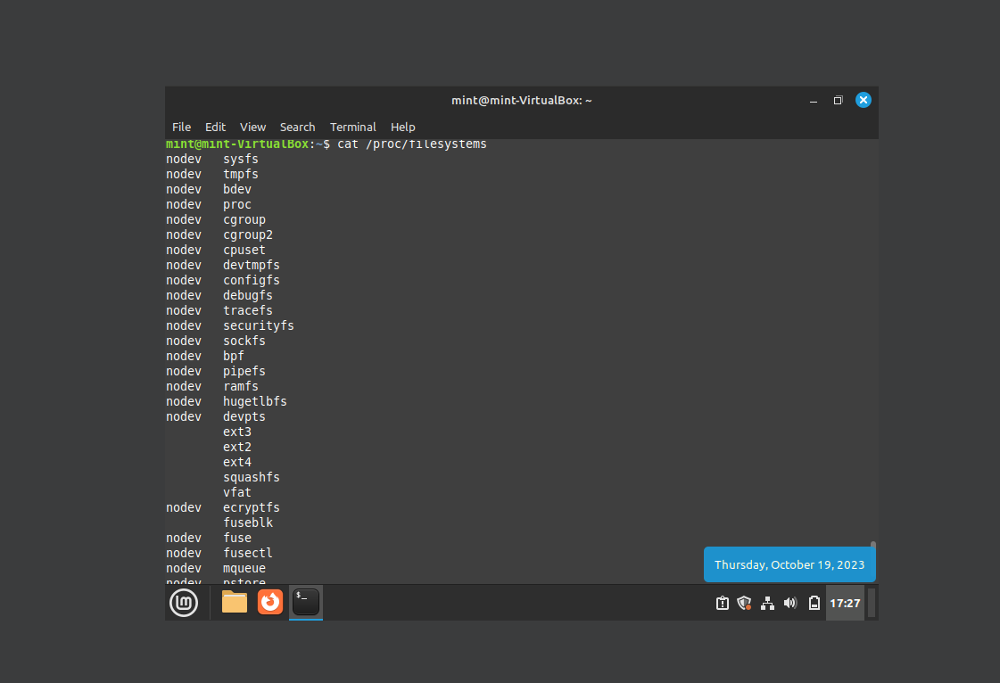 mint@mint-VirtualBox: ~
File Edit View Search Terminal Help
mint@mint-VirtualBox:~$ cat /proc/filesystems
nodev sysfs
nodev tmpfs
nodev bdev
nodev proc
nodev cgroup
nodev cgroup2
nodev cpuset
nodev devtmpfs
nodev configfs
nodev debugfs
nodev tracefs
nodev securityfs
nodev sockfs
nodev bpf
nodev pipefs
nodev ramfs
nodev hugetlbfs
nodev devpts
ext3
ext2
ext4
squashfs
vfat
nodev ecryptfs
fuseblk
nodev fuse
nodev fusectl
nodev mqueue
nodev pstore
Thursday, October 19, 2023
$_
17:27